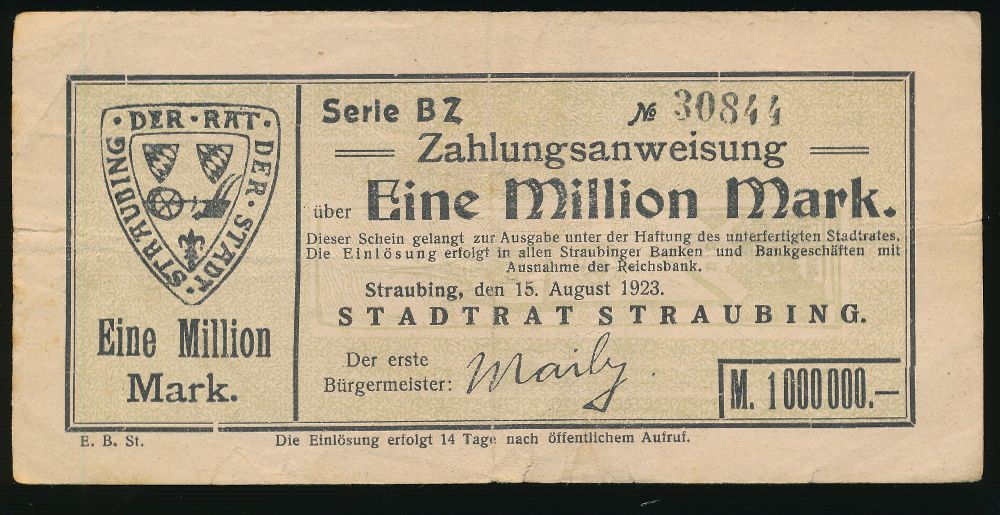 · DER · RAT · DER · STADT · STRAUBING
Eine Million
Mark.
Serie BZ
№ 30844
Zahlungsanweisung
über Eine Million Mark.
Dieser Schein gelangt zur Ausgabe unter der Haftung des unterfertigten Stadtrates.
Die Einlösung erfolgt in allen Straubinger Banken und Bankgeschäften mit
Ausnahme der Reichsbank.
Straubing, den 15. August 1923.
STADTRAT STRAUBING.
Der erste
Bürgermeister:
M. 1000000.—
E. B. St.
Die Einlösung erfolgt 14 Tage nach öffentlichem Aufruf.